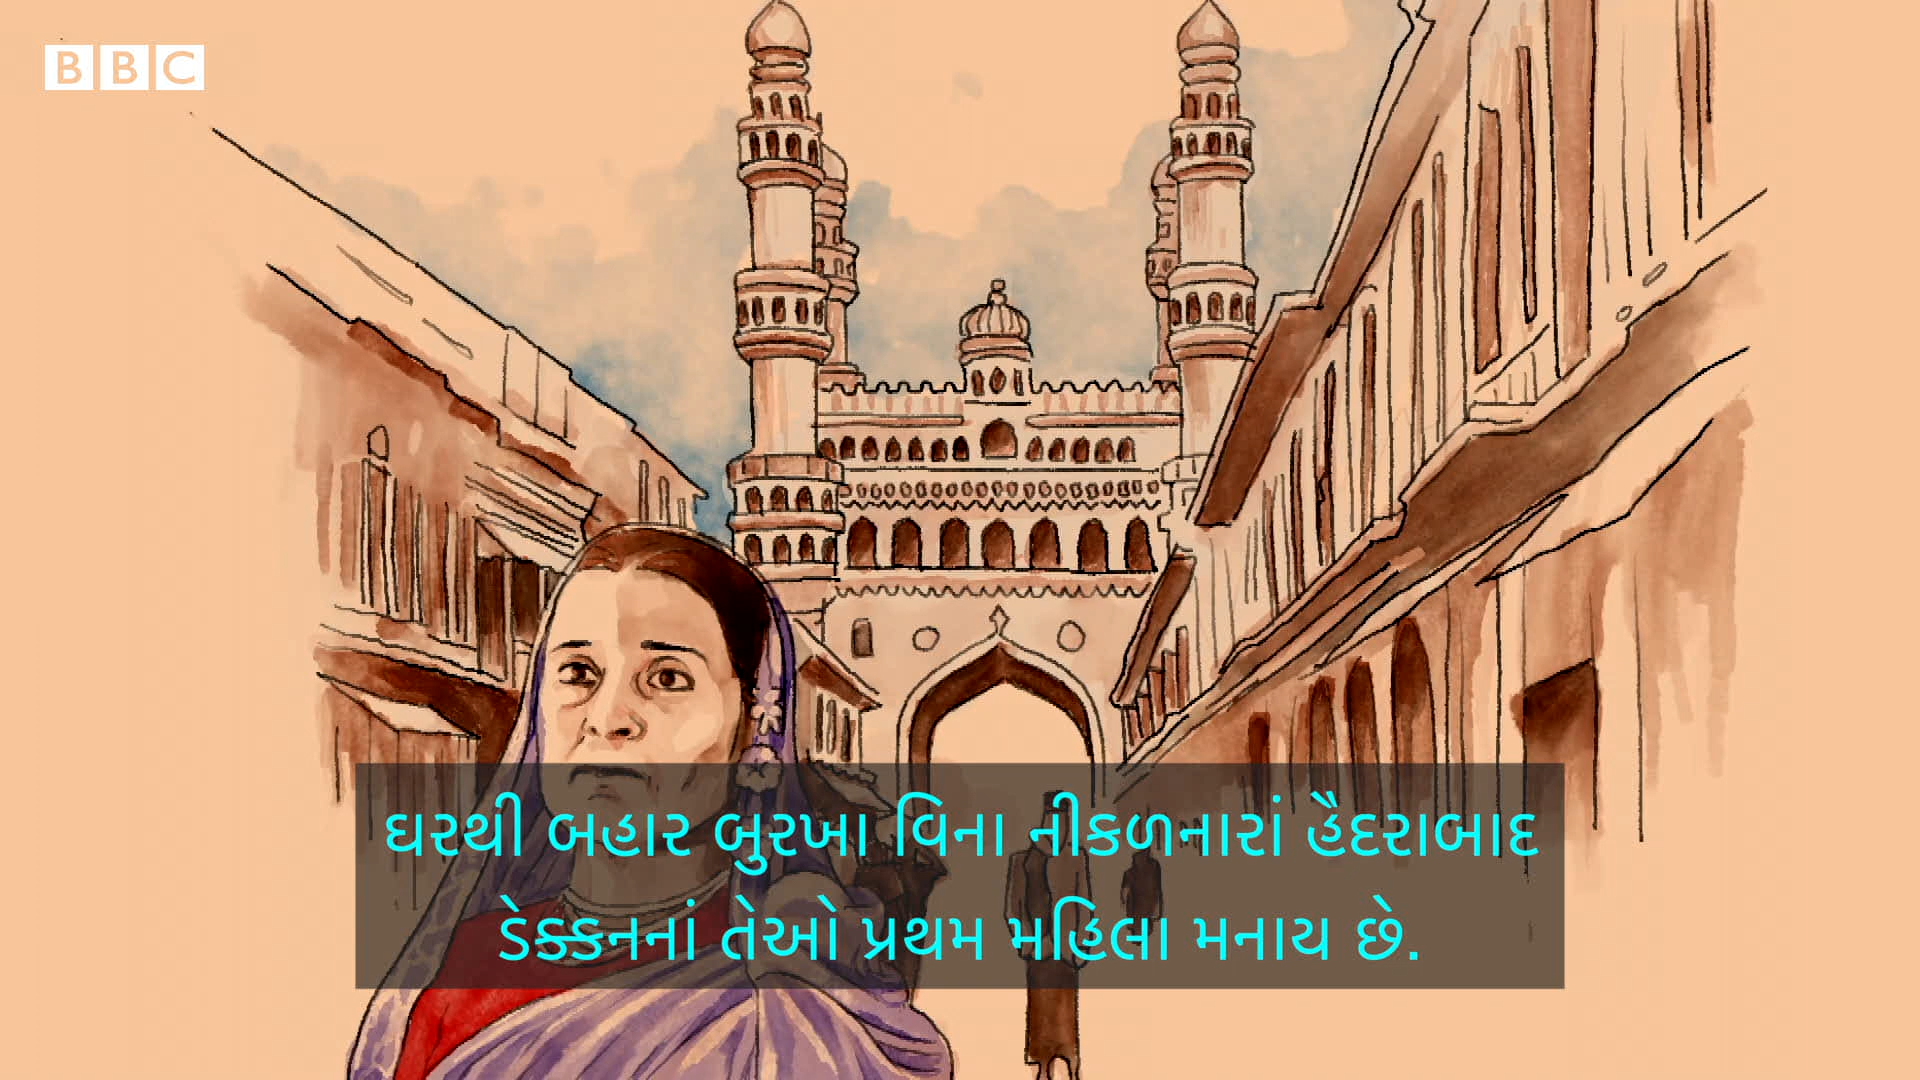 BBC
ઘરથી બહાર બુરખા વિના નીકળનારાં હૈદરાબાદ
ડેક્કનનાં તેઓ પ્રથમ મહિલા મનાય છે.